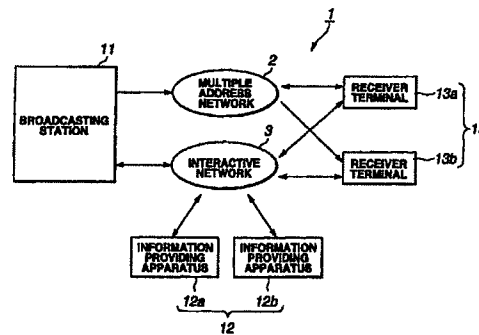 1
11
BROADCASTING
STATION
2
MULTIPLE
ADDRESS
NETWORK
3
INTERACTIVE
NETWORK
RECEIVER
TERMINAL
13a
RECEIVER
TERMINAL
13b
INFORMATION
PROVIDING
APPARATUS
12a
INFORMATION
PROVIDING
APPARATUS
12b
12